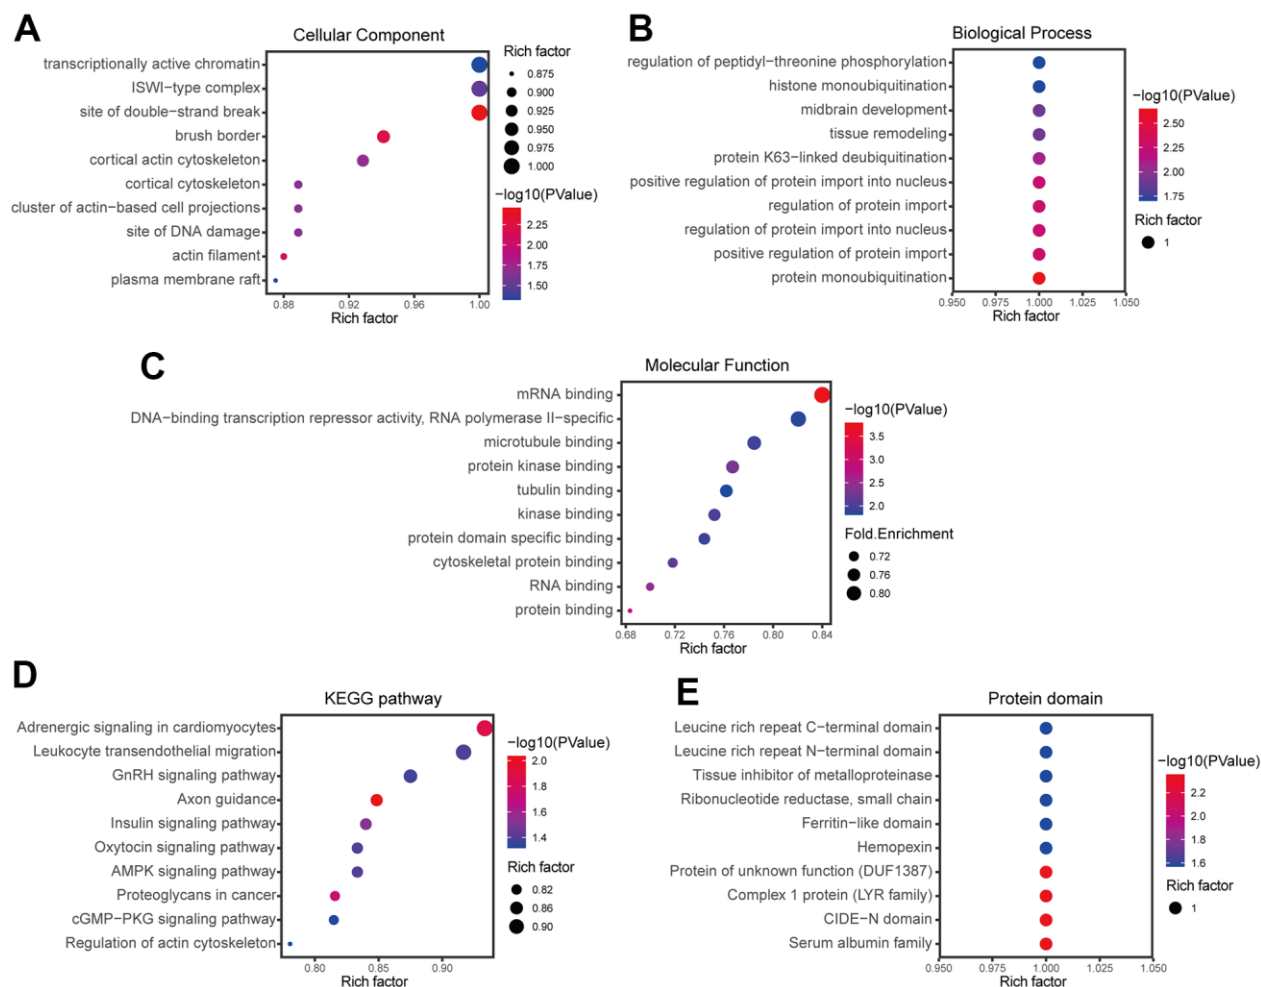 A
Cellular Component
transcriptionally active chromatin
ISWI−type complex
site of double−strand break
brush border
cortical actin cytoskeleton
cortical cytoskeleton
cluster of actin−based cell projections
site of DNA damage
actin filament
plasma membrane raft
0.88 0.92 0.96 1.00
Rich factor
Rich factor
0.875
0.900
0.925
0.950
0.975
1.000
−log10(PValue)
2.25
2.00
1.75
1.50
B
Biological Process
regulation of peptidyl−threonine phosphorylation
histone monoubiquitination
midbrain development
tissue remodeling
protein K63−linked deubiquitination
positive regulation of protein import into nucleus
regulation of protein import
regulation of protein import into nucleus
positive regulation of protein import
protein monoubiquitination
0.950 0.975 1.000 1.025 1.050
Rich factor
−log10(PValue)
2.50
2.25
2.00
1.75
Rich factor
1
C
Molecular Function
mRNA binding
DNA−binding transcription repressor activity, RNA polymerase II−specific
microtubule binding
protein kinase binding
tubulin binding
kinase binding
protein domain specific binding
cytoskeletal protein binding
RNA binding
protein binding
0.68 0.72 0.76 0.80 0.84
Rich factor
−log10(PValue)
3.5
3.0
2.5
2.0
Fold.Enrichment
0.72
0.76
0.80
D
KEGG pathway
Adrenergic signaling in cardiomyocytes
Leukocyte transendothelial migration
GnRH signaling pathway
Axon guidance
Insulin signaling pathway
Oxytocin signaling pathway
AMPK signaling pathway
Proteoglycans in cancer
cGMP−PKG signaling pathway
Regulation of actin cytoskeleton
0.80 0.85 0.90
Rich factor
−log10(PValue)
2.0
1.8
1.6
1.4
Rich factor
0.82
0.86
0.90
E
Protein domain
Leucine rich repeat C−terminal domain
Leucine rich repeat N−terminal domain
Tissue inhibitor of metalloproteinase
Ribonucleotide reductase, small chain
Ferritin−like domain
Hemopexin
Protein of unknown function (DUF1387)
Complex 1 protein (LYR family)
CIDE−N domain
Serum albumin family
0.950 0.975 1.000 1.025 1.050
Rich factor
−log10(PValue)
2.2
2.0
1.8
1.6
Rich factor
1